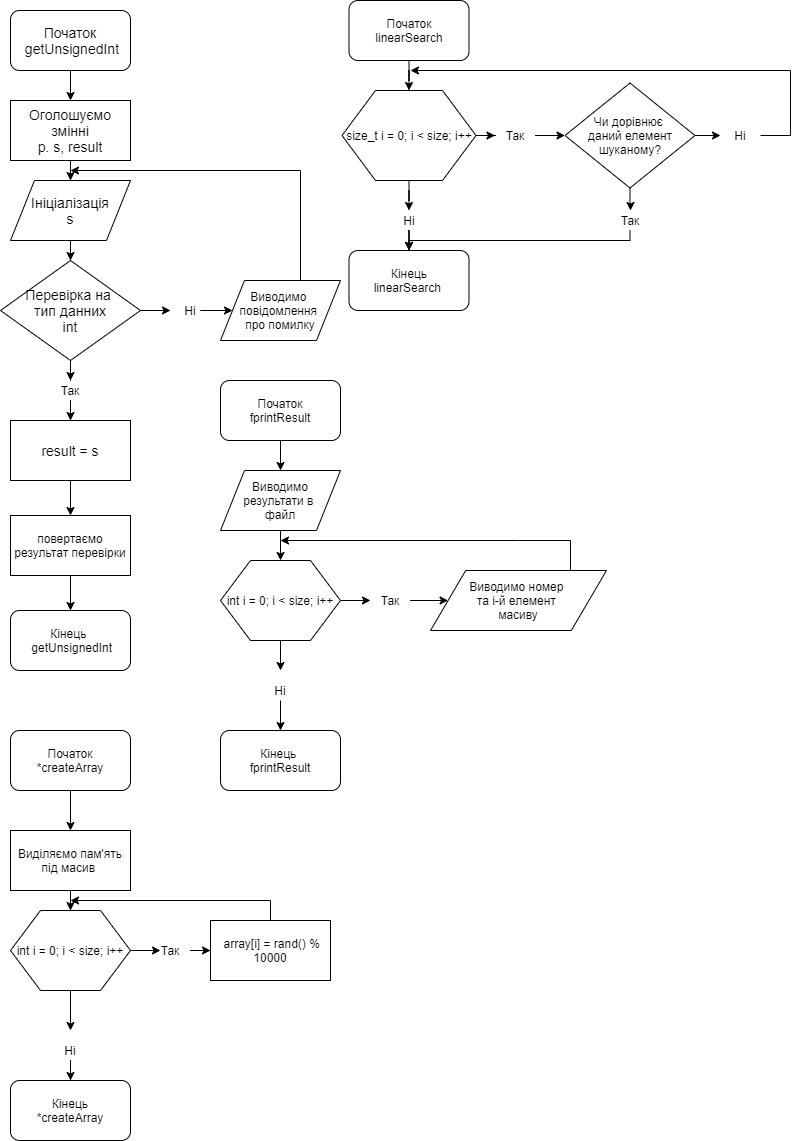 Початок
getUnsignedInt
Оголошуємо
змінні
p. s, result
Ініціалізація
s
Перевірка на
тип данних
int
Ні
Виводимо
повідомлення
про помилку
Так
result = s
повертаємо
результат перевірки
Кінець
getUnsignedInt
Початок
linearSearch
size_t i = 0; i < size; i++
Так
Чи дорівнює
даний елемент
шуканому?
Ні
Ні
Так
Кінець
linearSearch
Початок
fprintResult
Виводимо
результати в
файл
int i = 0; i < size; i++
Так
Виводимо номер
та і-й елемент
масиву
Ні
Кінець
fprintResult
Початок
*createArray
Виділяємо пам'ять
під масив
int i = 0; i < size; i++
Так
array[i] = rand() %
10000
Ні
Кінець
*createArray